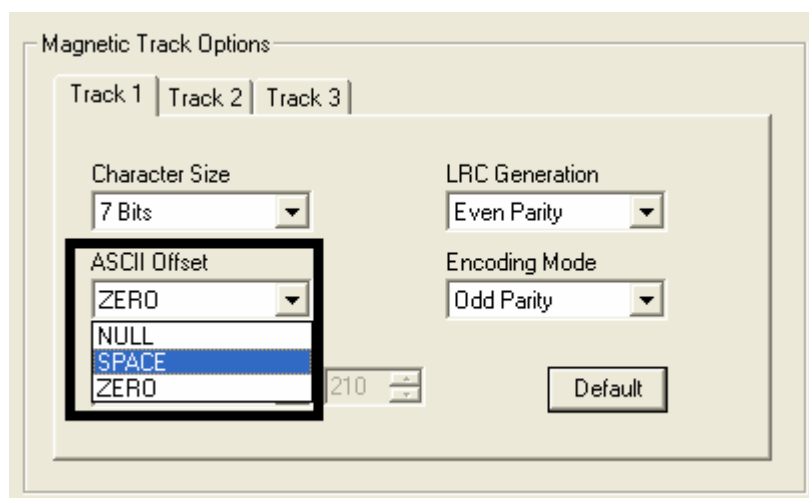 Magnetic Track Options
Track 1 Track 2 Track 3
Character Size LRC Generation
7 Bits Even Parity
ASCII Offset Encoding Mode
ZERO Odd Parity
NULL
SPACE
ZERO 210 Default